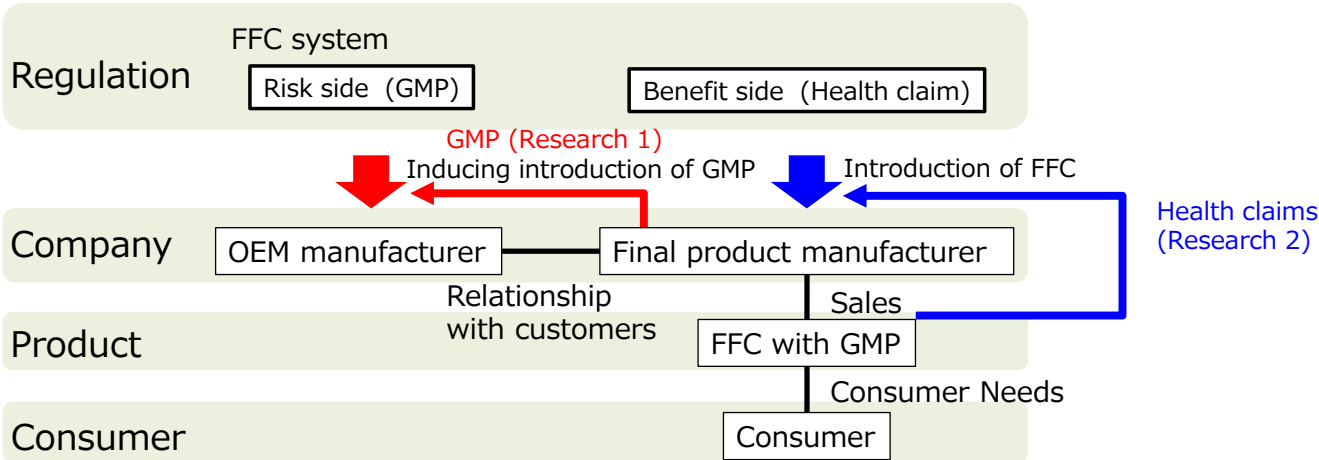 FFC system
Regulation
Risk side (GMP)
Benefit side (Health claim)
GMP (Research 1)
Inducing introduction of GMP
Introduction of FFC
Health claims
(Research 2)
Company
OEM manufacturer
Final product manufacturer
Relationship
with customers
Sales
Product
FFC with GMP
Consumer Needs
Consumer
Consumer